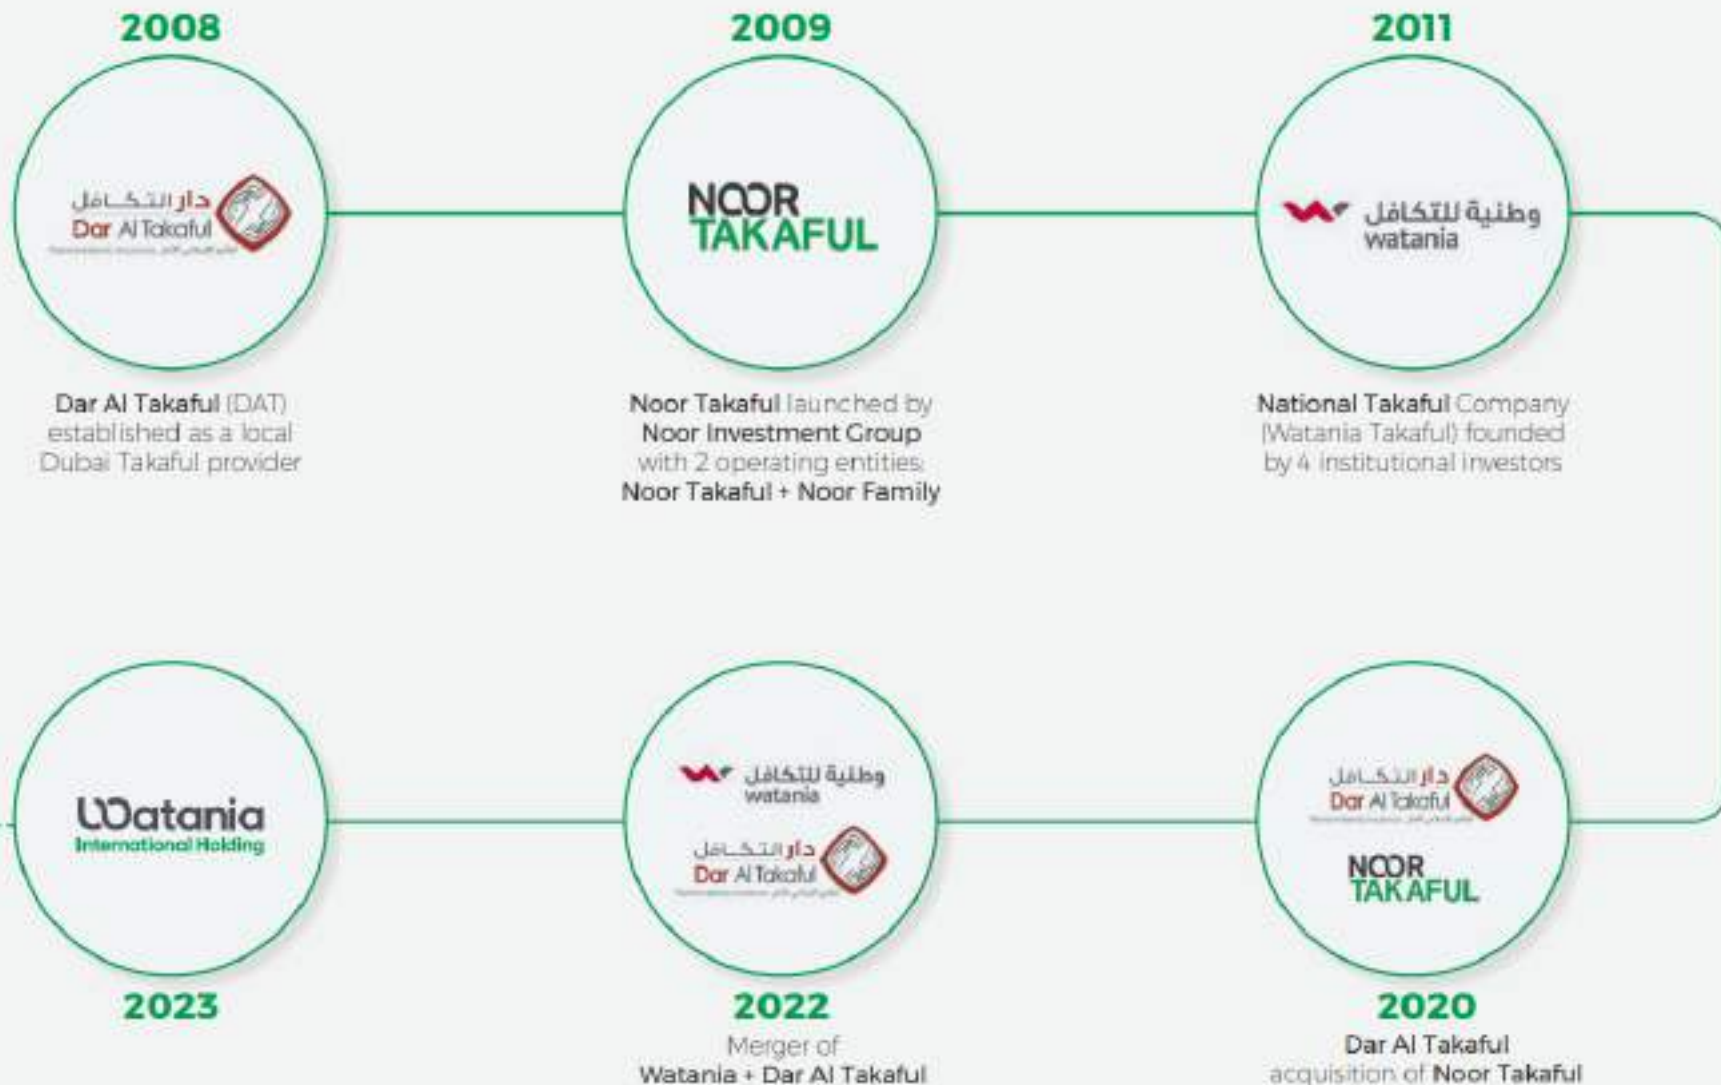 2008
دار التكافل
Dar Al Takaful
Dar Al Takaful (DAT)
established as a local
Dubai Takaful provider
2009
NOOR
TAKAFUL
Noor Takaful launched by
Noor Investment Group
with 2 operating entities:
Noor Takaful + Noor Family
2011
وطنية للتكافل
watania
National Takaful Company
(Watania Takaful) founded
by 4 institutional investors
دار التكافل
Dar Al Takaful
NOOR
TAKAFUL
2020
Dar Al Takaful
acquisition of Noor Takaful
وطنية للتكافل
watania
دار التكافل
Dar Al Takaful
2022
Merger of
Watania + Dar Al Takaful
Watania
International Holding
2023